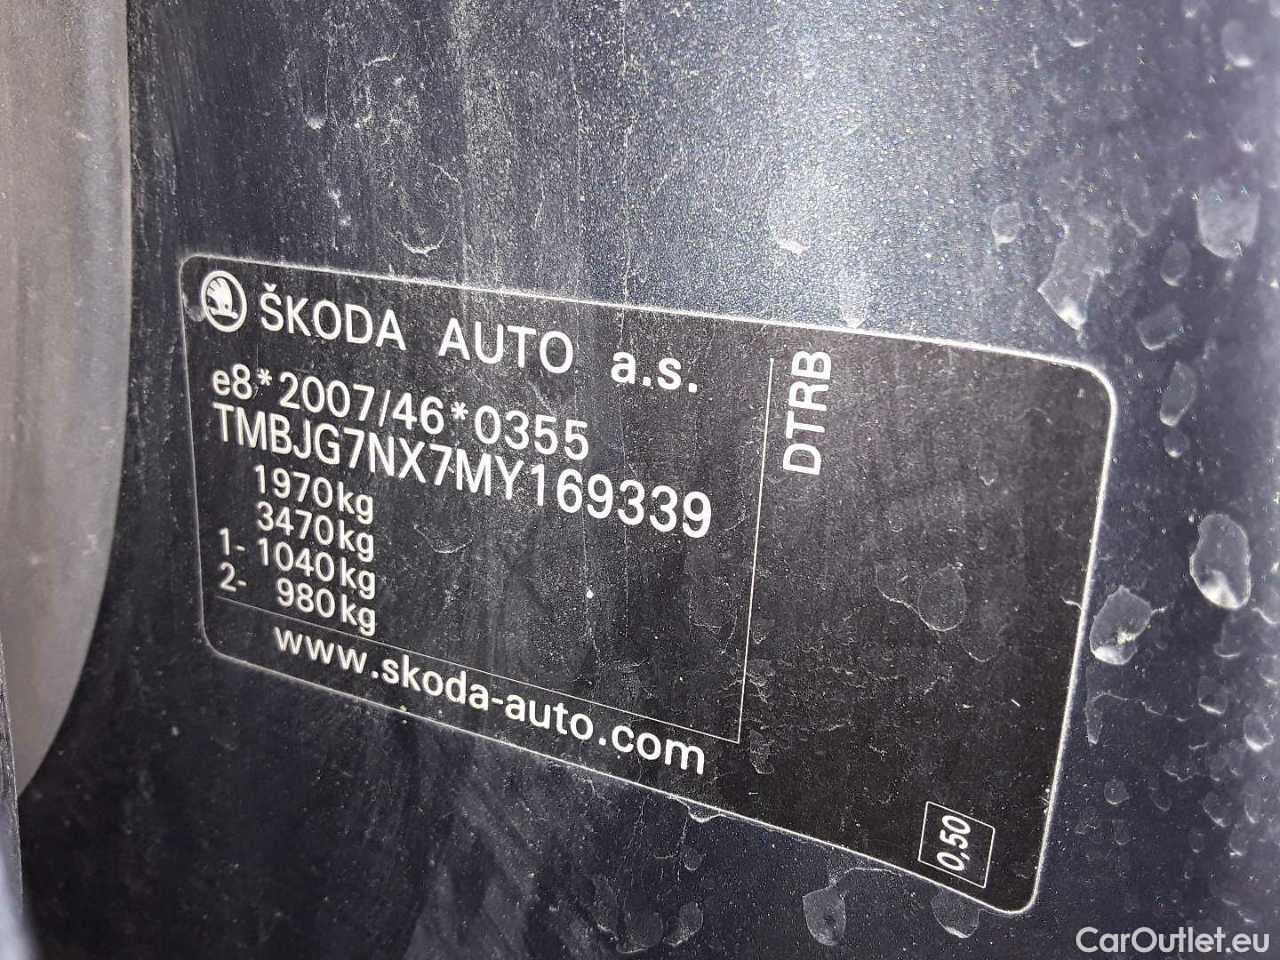 ŠKODA AUTO a.s.
e8*2007/46*0355
TMBJG7NX7MY169339
1970kg
3470kg
1- 1040kg
2- 980kg
www.skoda-auto.com
DTRB
0,50
CarOutlet.eu